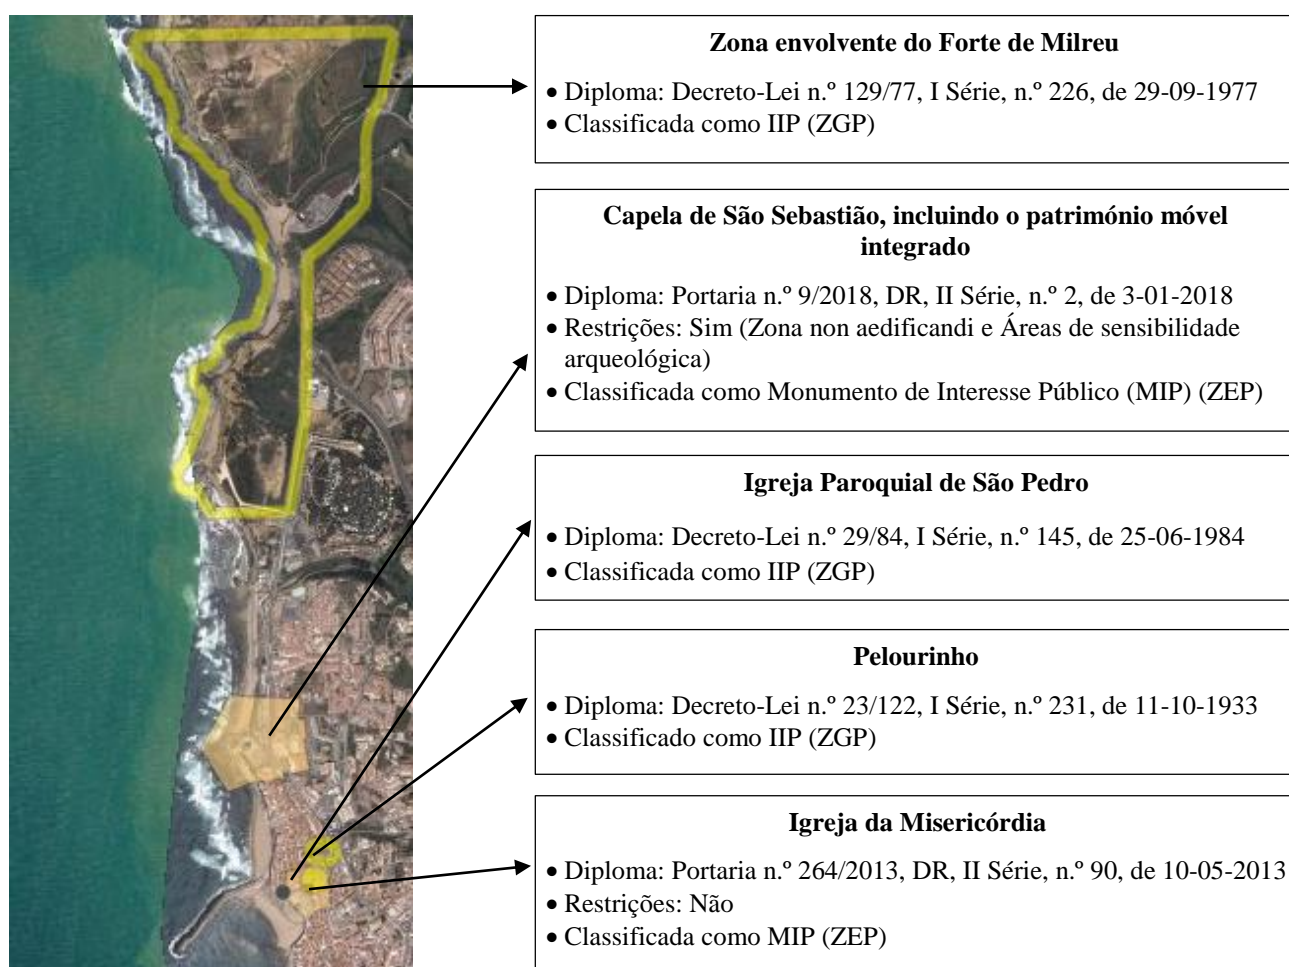 Zona envolvente do Forte de Milreu
• Diploma: Decreto-Lei n.º 129/77, I Série, n.º 226, de 29-09-1977
• Classificada como IIP (ZGP)
Capela de São Sebastião, incluindo o património móvel
integrado
• Diploma: Portaria n.º 9/2018, DR, II Série, n.º 2, de 3-01-2018
• Restrições: Sim (Zona non aedificandi e Áreas de sensibilidade
arqueológica)
• Classificada como Monumento de Interesse Público (MIP) (ZEP)
Igreja Paroquial de São Pedro
• Diploma: Decreto-Lei n.º 29/84, I Série, n.º 145, de 25-06-1984
• Classificada como IIP (ZGP)
Pelourinho
• Diploma: Decreto-Lei n.º 23/122, I Série, n.º 231, de 11-10-1933
• Classificado como IIP (ZGP)
Igreja da Misericórdia
• Diploma: Portaria n.º 264/2013, DR, II Série, n.º 90, de 10-05-2013
• Restrições: Não
• Classificada como MIP (ZEP)